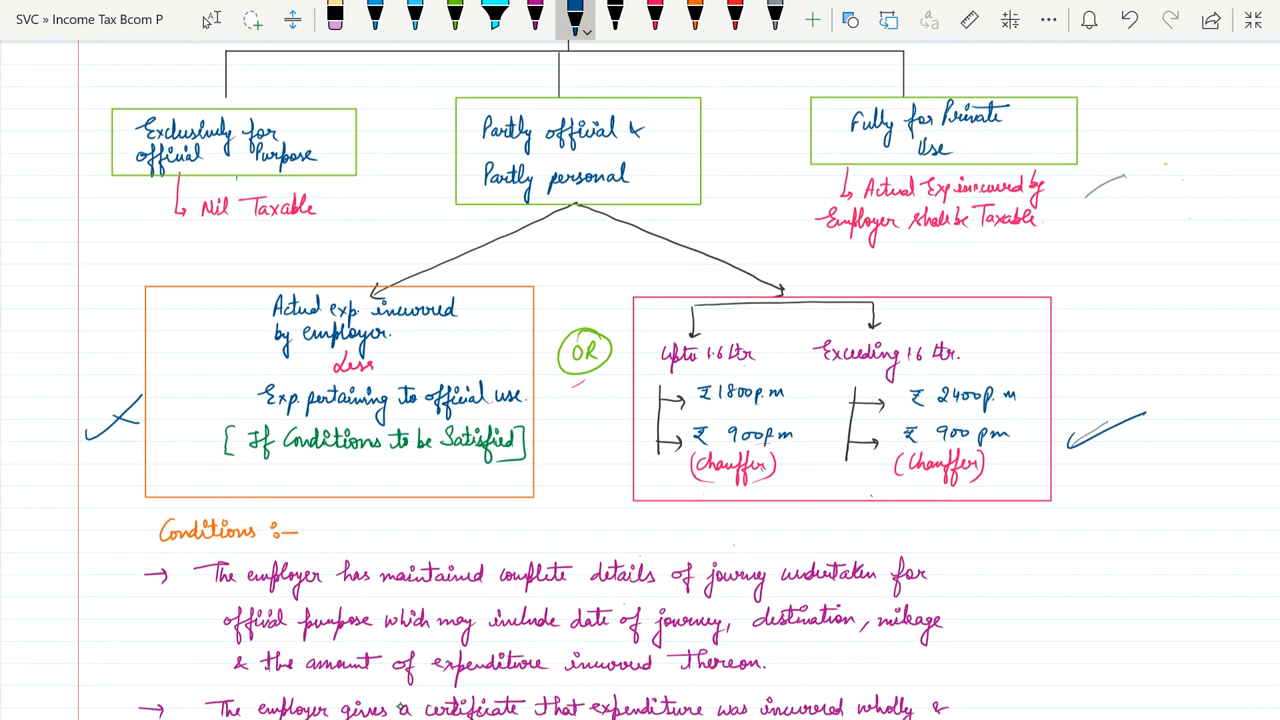 SVC » Income Tax Bcom P
Exclusively for
official Purpose
Nil Taxable
Partly official &
Partly personal
Fully for Private
Use
Actual Exp incurred by
Employer shall be Taxable.
Actual exp. incurred
by employer.
Less
Exp. pertaining to official use.
[If Conditions to be Satisfied]
OR
Upto 1.6 Ltr
₹ 1800 p.m
₹ 900 pm
(Chauffer)
Exceeding 1.6 Ltr.
₹ 2400 p.m
₹ 900 pm
(Chauffer)
Conditions :-
→ The employer has maintained complete details of journey undertaken for
official purpose which may include date of journey, destination, mileage
& the amount of expenditure incurred thereon.
→ The employer gives a certificate that expenditure was incurred wholly &